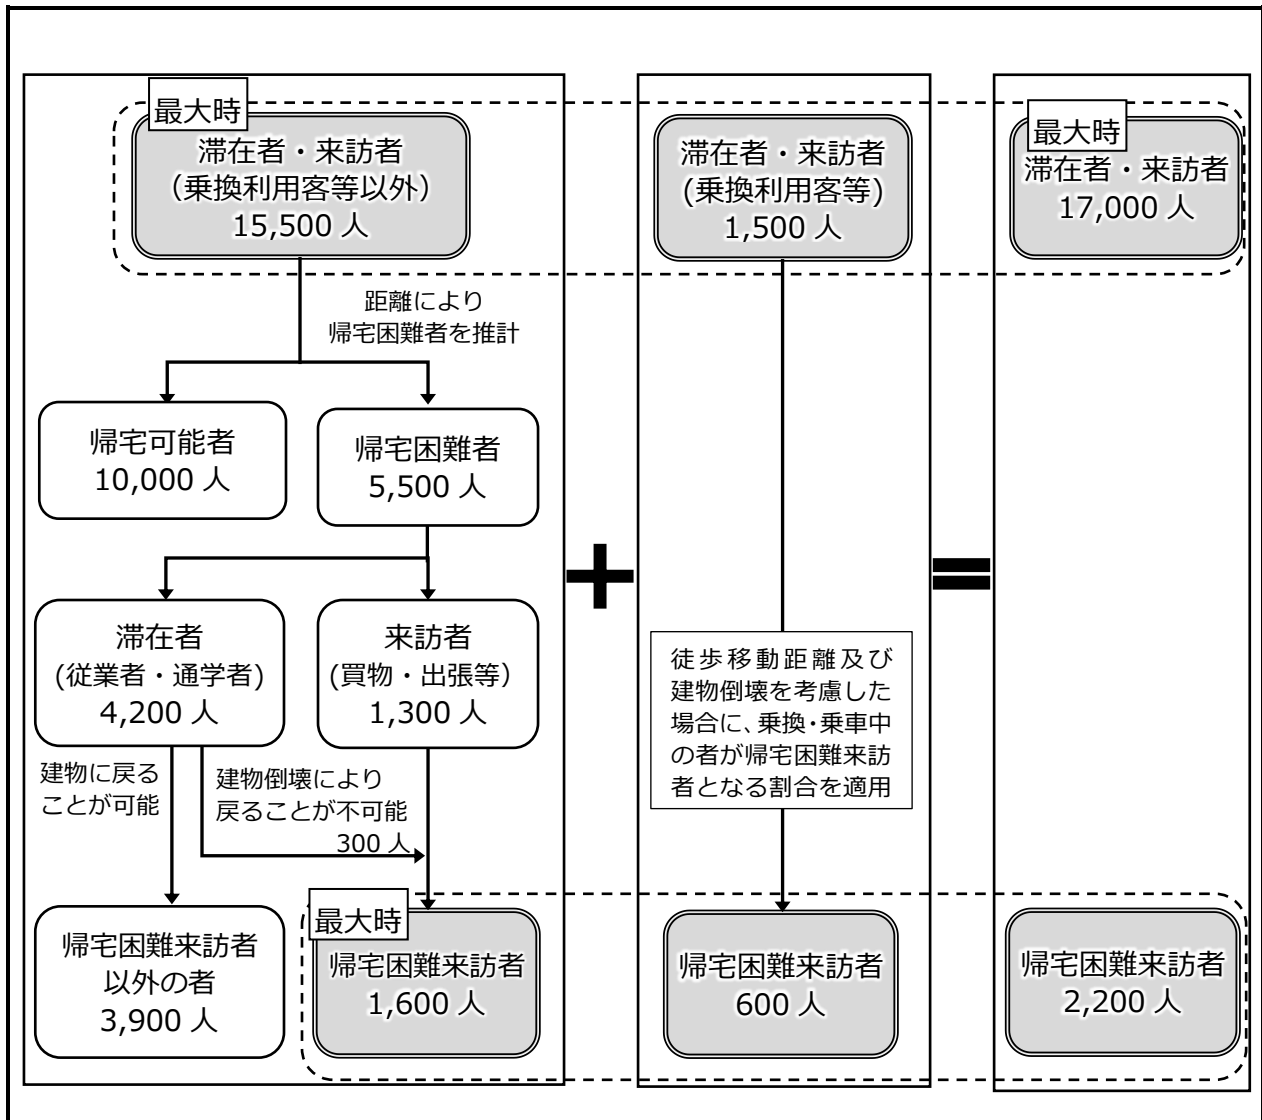 最大時
滞在者・来訪者
（乗換利用客等以外）
15,500 人
滞在者・来訪者
(乗換利用客等)
1,500 人
最大時
滞在者・来訪者
17,000 人
距離により
帰宅困難者を推計
帰宅可能者
10,000 人
帰宅困難者
5,500 人
滞在者
(従業者・通学者)
4,200 人
来訪者
(買物・出張等）
1,300 人
＋
＝
徒歩移動距離及び
建物倒壊を考慮した
場合に、乗換・乗車中
の者が帰宅困難来訪
者となる割合を適用
建物に戻る
ことが可能
建物倒壊により
戻ることが不可能
300 人
帰宅困難来訪者
以外の者
3,900 人
最大時
帰宅困難来訪者
1,600 人
帰宅困難来訪者
600 人
帰宅困難来訪者
2,200 人